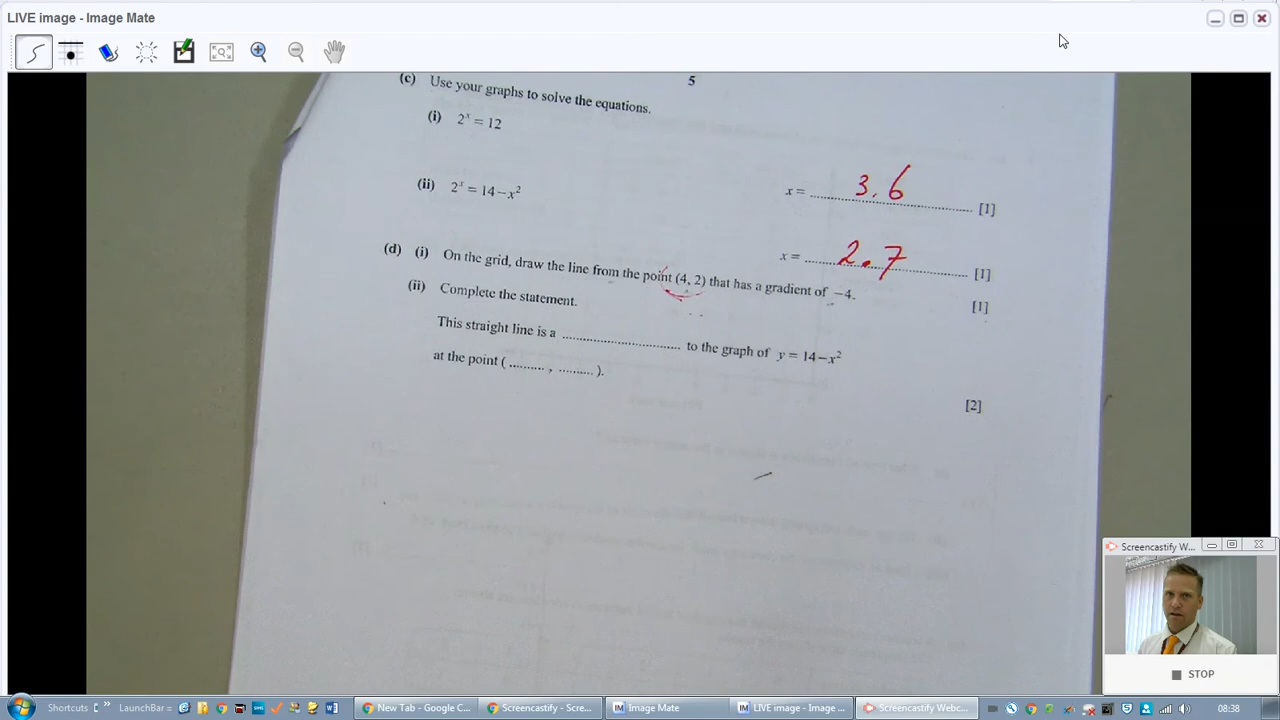 LIVE image - Image Mate
5
(c) Use your graphs to solve the equations.
(i) 2ˣ = 12
x = 3.6 [1]
(ii) 2ˣ = 14 – x²
x = 2.7 [1]
(d) (i) On the grid, draw the line from the point (4, 2) that has a gradient of –4.
[1]
(ii) Complete the statement.
This straight line is a .............................. to the graph of y = 14 – x²
at the point ( .......... , .......... ).
[2]
Screencastify W...
STOP
Shortcuts
LaunchBar
New Tab - Google C...
Screencastify - Scre...
Image Mate
LIVE image - Image ...
Screencastify Webc...
08:38